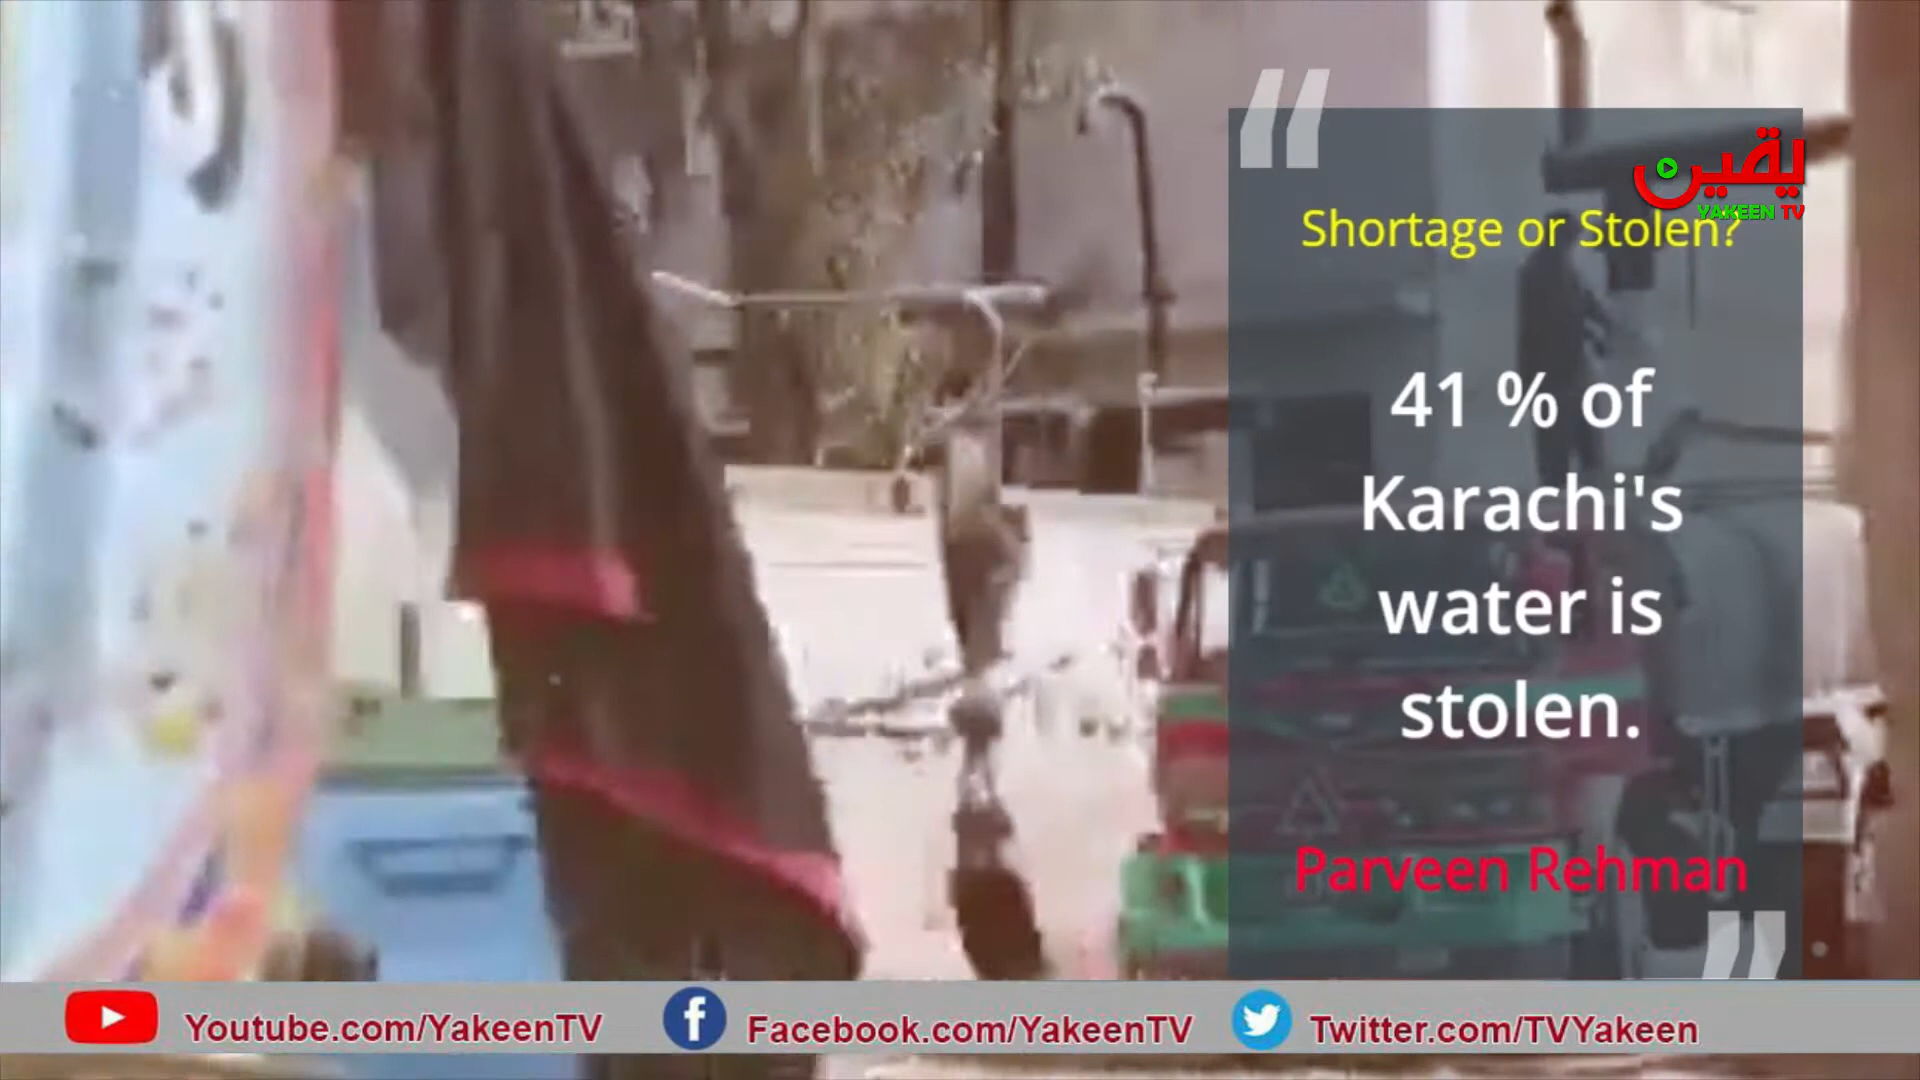 “
يقين
YAKEEN TV
Shortage or Stolen?
41 % of
Karachi's
water is
stolen.
Parveen Rehman
”
Youtube.com/YakeenTV
Facebook.com/YakeenTV
Twitter.com/TVYakeen